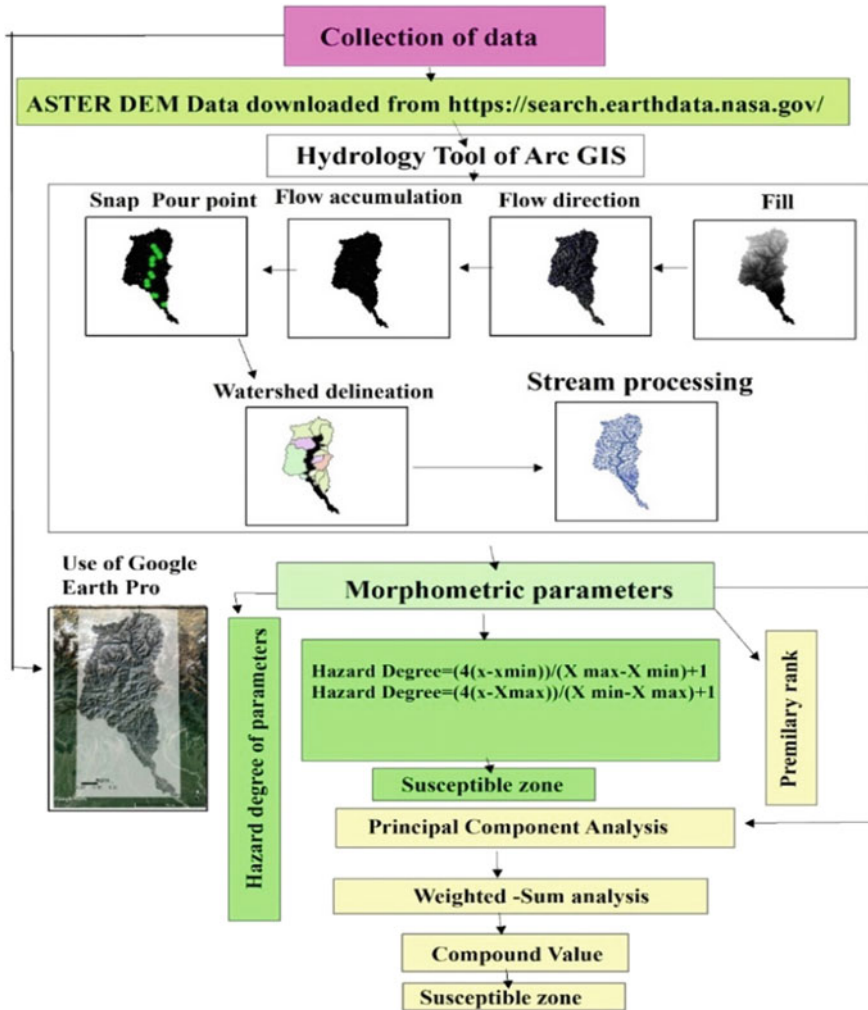 Collection of data
ASTER DEM Data downloaded from https://search.earthdata.nasa.gov/
Hydrology Tool of Arc GIS
Snap Pour point
Flow accumulation
Flow direction
Fill
Watershed delineation
Stream processing
Use of Google
Earth Pro
Morphometric parameters
Hazard degree of parameters
Hazard Degree=(4(x-xmin))/(X max-X min)+1
Hazard Degree=(4(x-Xmax))/(X min-X max)+1
Premilary rank
Susceptible zone
Principal Component Analysis
Weighted -Sum analysis
Compound Value
Susceptible zone